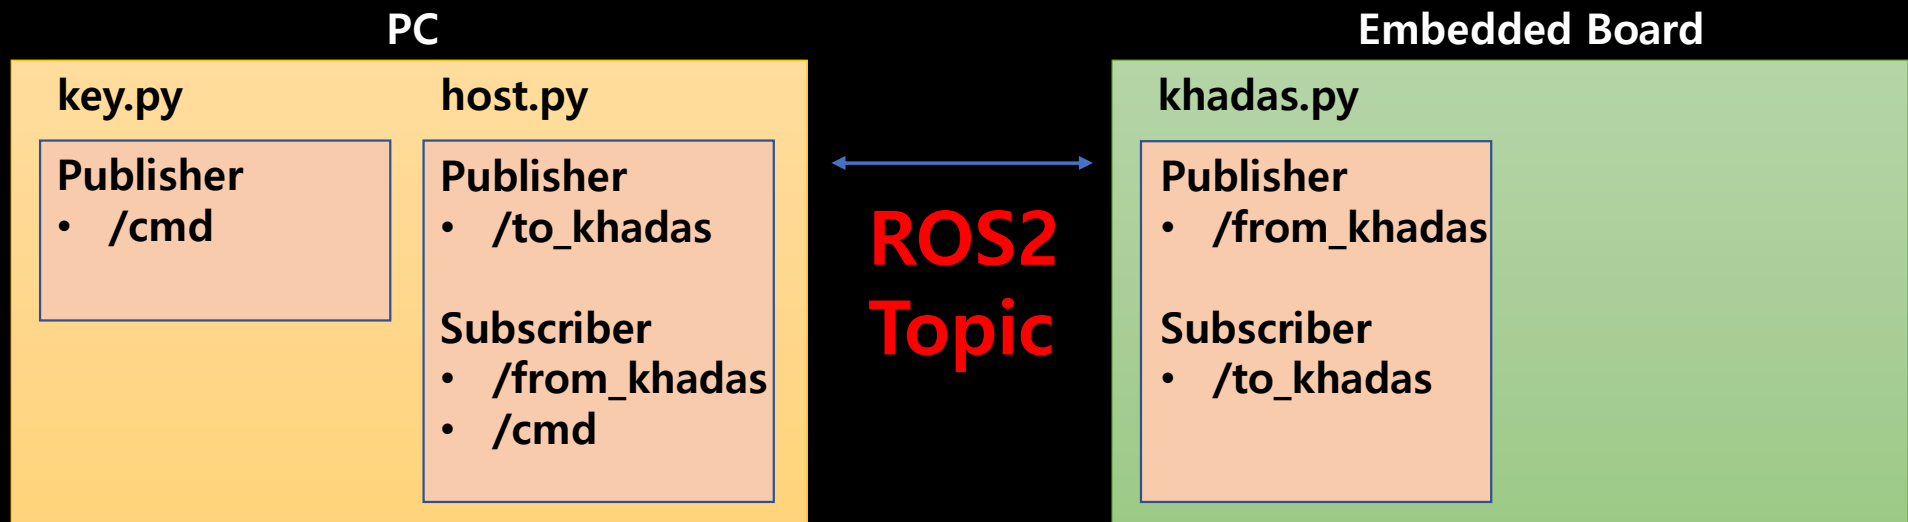 PC
key.py
Publisher
• /cmd
host.py
Publisher
• /to_khadas
Subscriber
• /from_khadas
• /cmd
ROS2
Topic
Embedded Board
khadas.py
Publisher
• /from_khadas
Subscriber
• /to_khadas